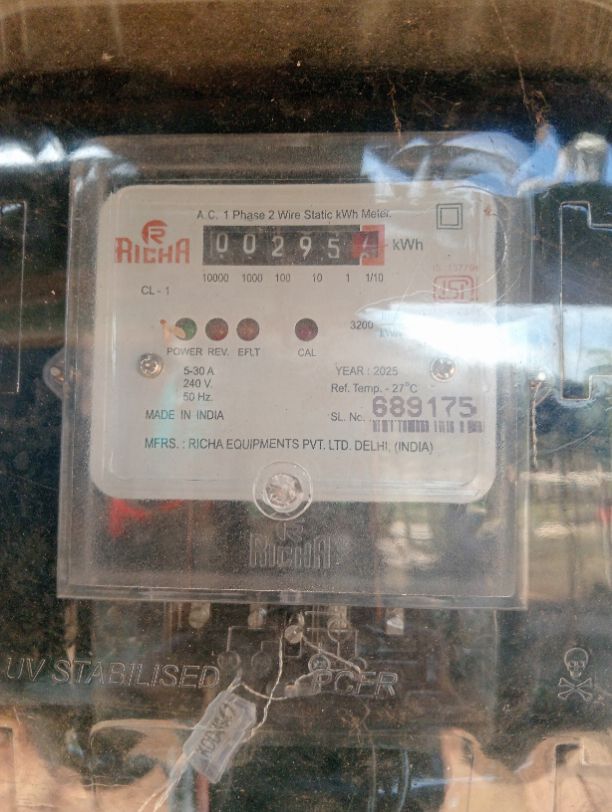 A.C. 1 Phase 2 Wire Static kWh Meter.
RICHA
00295 kWh
10000 1000 100 10 1 1/10
CL - 1
3200
POWER REV. EFLT CAL
5-30 A
240 V.
50 Hz.
YEAR : 2025
Ref. Temp. - 27°C
MADE IN INDIA
SL. No. 689175
MFRS. : RICHA EQUIPMENTS PVT. LTD. DELHI, (INDIA)
RICHA
UV STABILISED